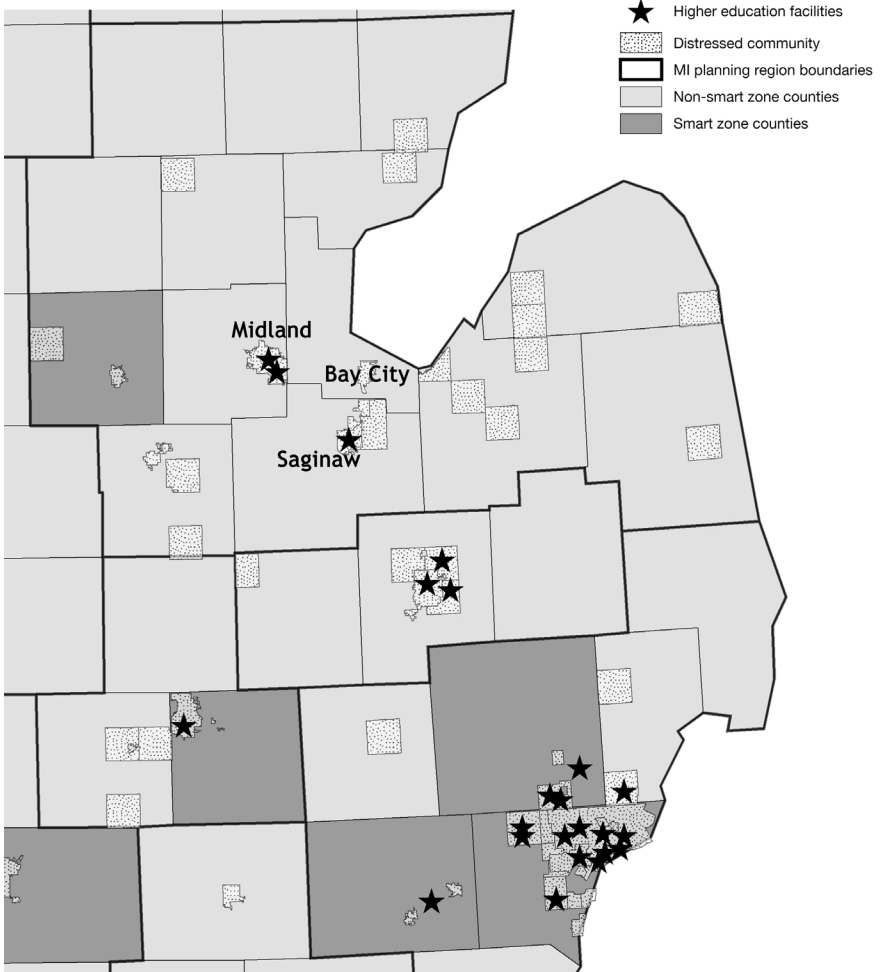 Higher education facilities
Distressed community
MI planning region boundaries
Non-smart zone counties
Smart zone counties
Midland
Bay City
Saginaw